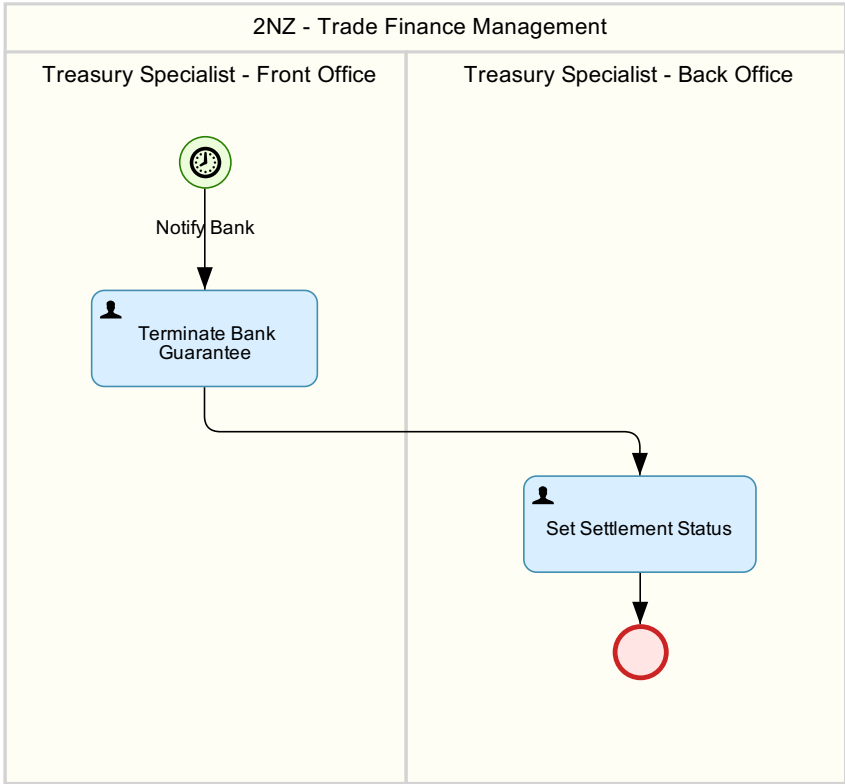 2NZ - Trade Finance Management
Treasury Specialist - Front Office
Treasury Specialist - Back Office
Notify Bank
Terminate Bank
Guarantee
Set Settlement Status